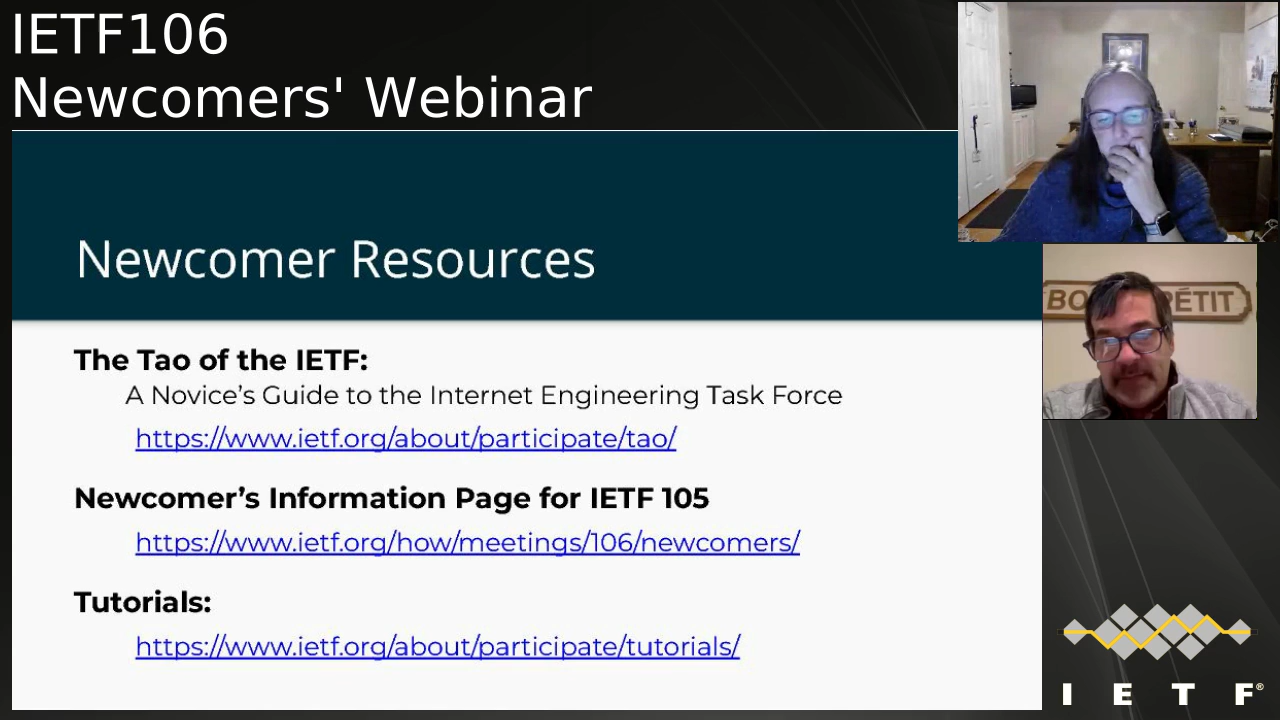 IETF106
Newcomers' Webinar
Newcomer Resources
The Tao of the IETF:
A Novice’s Guide to the Internet Engineering Task Force
https://www.ietf.org/about/participate/tao/
Newcomer’s Information Page for IETF 105
https://www.ietf.org/how/meetings/106/newcomers/
Tutorials:
https://www.ietf.org/about/participate/tutorials/
BO PÉTIT
I E T F®